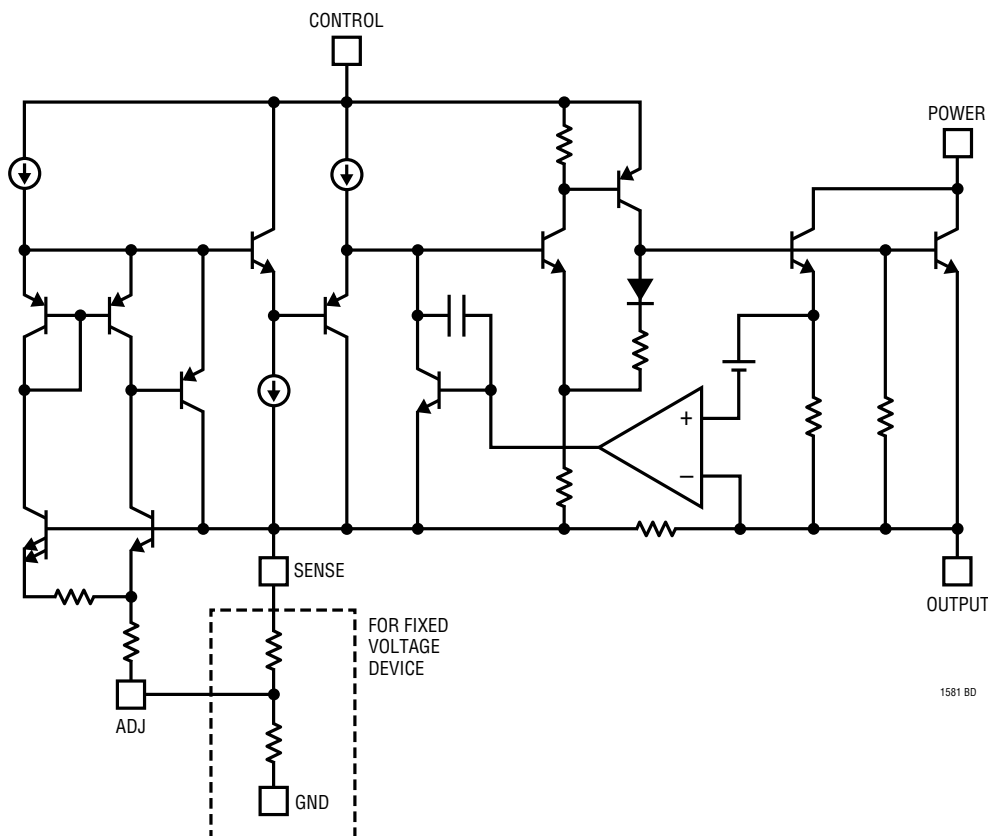 CONTROL
POWER
+
−
SENSE
OUTPUT
FOR FIXED
VOLTAGE
DEVICE
1581 BD
ADJ
GND